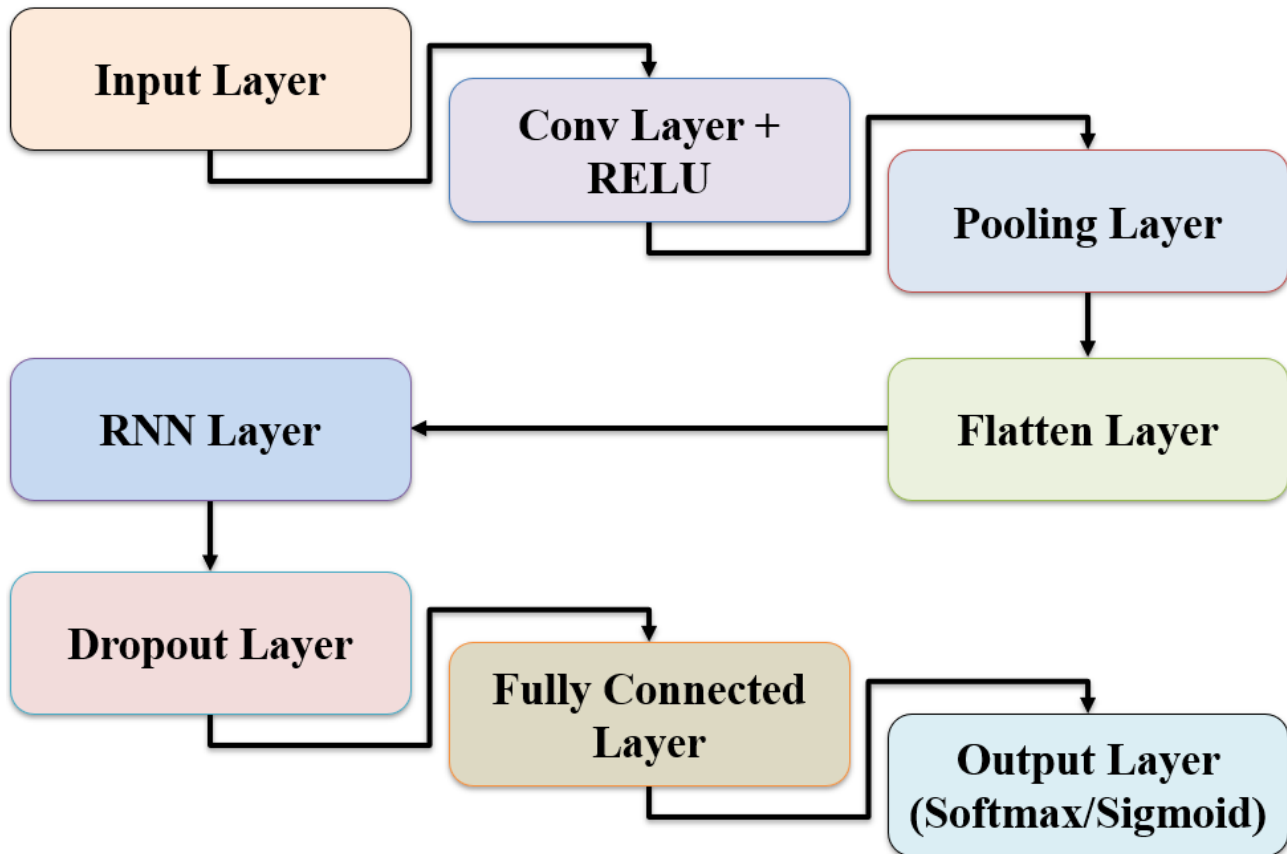 Input Layer
Conv Layer +
RELU
Pooling Layer
Flatten Layer
RNN Layer
Dropout Layer
Fully Connected
Layer
Output Layer
(Softmax/Sigmoid)